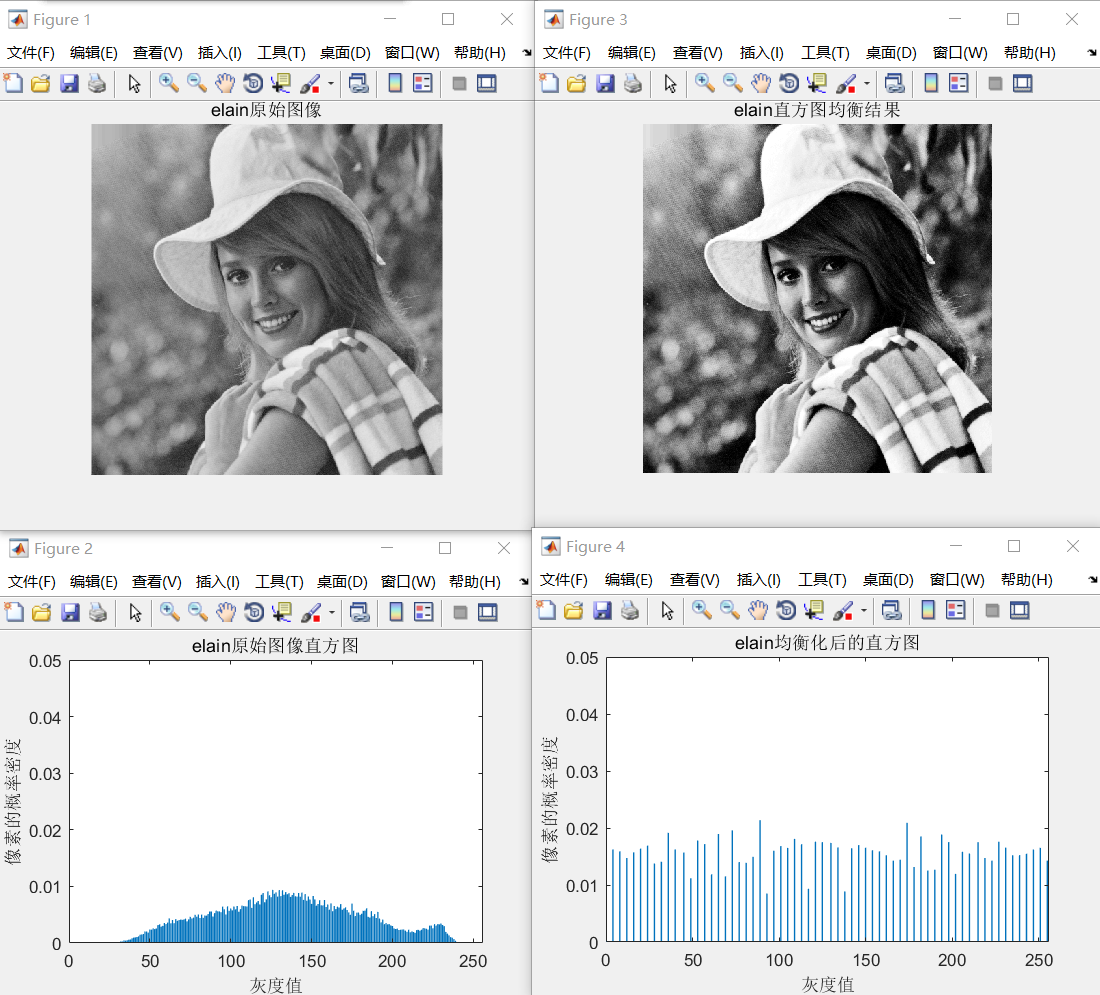 Figure 1
文件(F) 编辑(E) 查看(V) 插入(I) 工具(T) 桌面(D) 窗口(W) 帮助(H)
elain原始图像
Figure 3
文件(F) 编辑(E) 查看(V) 插入(I) 工具(T) 桌面(D) 窗口(W) 帮助(H)
elain直方图均衡结果
Figure 2
文件(F) 编辑(E) 查看(V) 插入(I) 工具(T) 桌面(D) 窗口(W) 帮助(H)
elain原始图像直方图
0.05
0.04
0.03
0.02
0.01
0
像素的概率密度
0 50 100 150 200 250
灰度值
Figure 4
文件(F) 编辑(E) 查看(V) 插入(I) 工具(T) 桌面(D) 窗口(W) 帮助(H)
elain均衡化后的直方图
0.05
0.04
0.03
0.02
0.01
0
像素的概率密度
0 50 100 150 200 250
灰度值